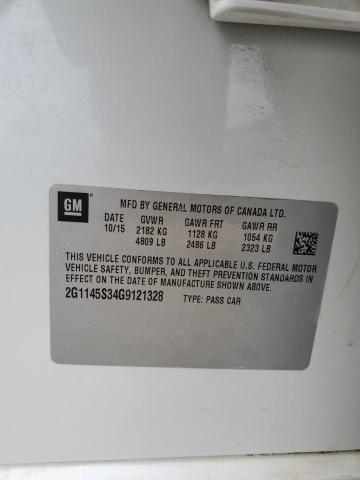 GM ® MFD BY GENERAL MOTORS OF CANADA LTD.
DATE GVWR GAWR FRT GAWR RR
10/15 2182 KG 1128 KG 1054 KG
4809 LB 2486 LB 2323 LB
THIS VEHICLE CONFORMS TO ALL APPLICABLE U.S. FEDERAL MOTOR
VEHICLE SAFETY, BUMPER, AND THEFT PREVENTION STANDARDS
IN EFFECT ON THE DATE OF MANUFACTURE SHOWN ABOVE.
2G1145S34G9121328 TYPE: PASS CAR